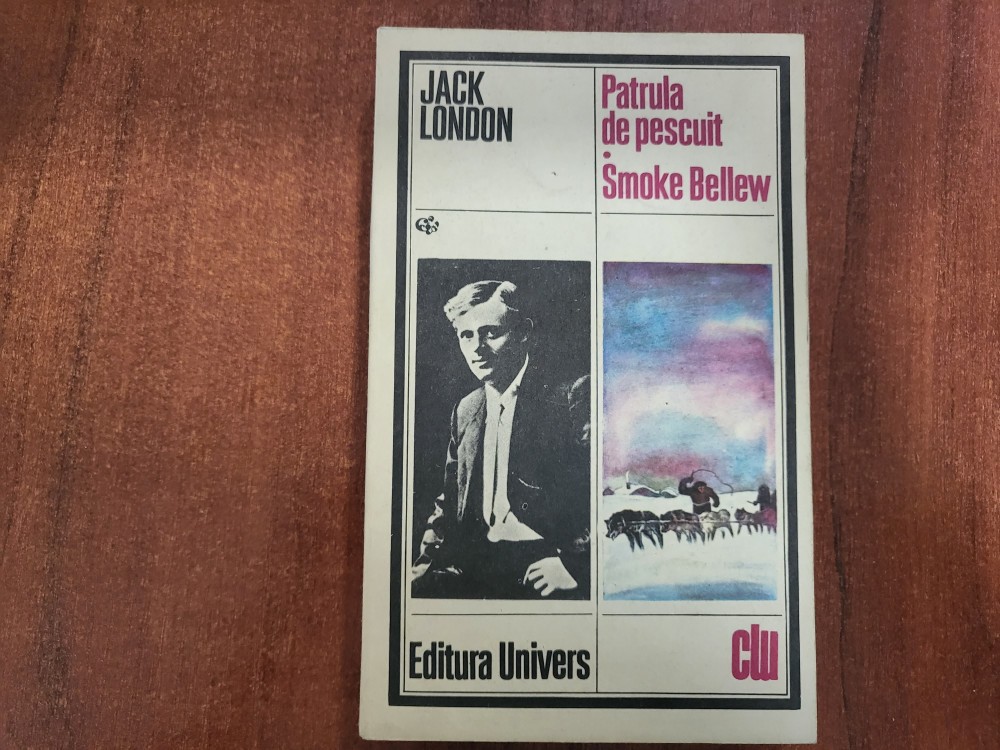 JACK
LONDON
Patrula
de pescuit
•
Smoke Bellew
Editura Univers
clu